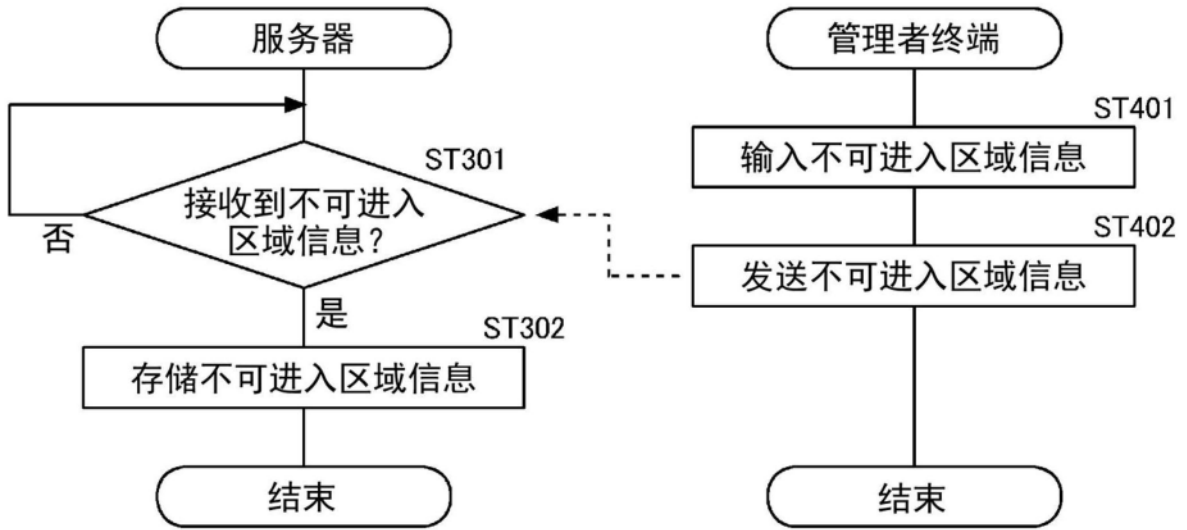 服务器
ST301
接收到不可进入
区域信息?
否
是
ST302
存储不可进入区域信息
结束
管理者终端
ST401
输入不可进入区域信息
ST402
发送不可进入区域信息
结束